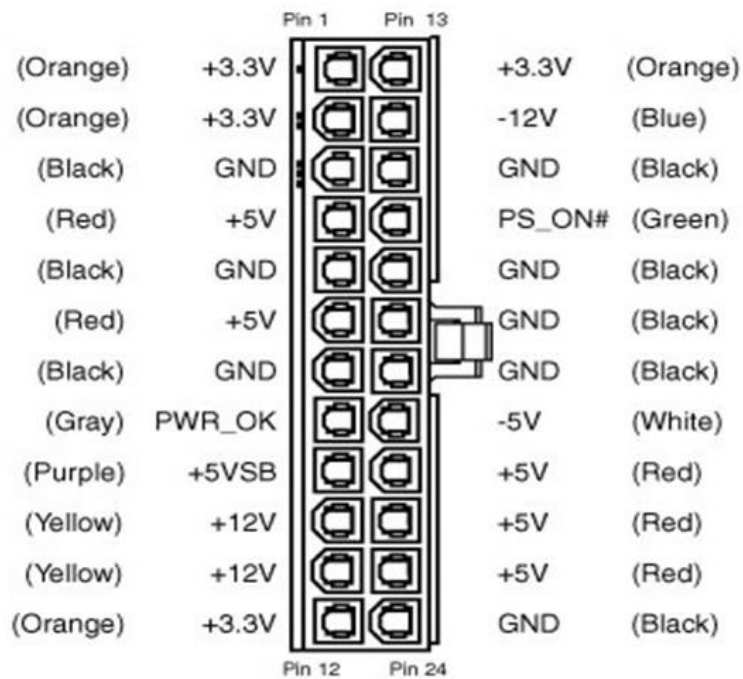 Pin 1 Pin 13
(Orange) +3.3V +3.3V (Orange)
(Orange) +3.3V -12V (Blue)
(Black) GND GND (Black)
(Red) +5V PS_ON# (Green)
(Black) GND GND (Black)
(Red) +5V GND (Black)
(Black) GND GND (Black)
(Gray) PWR_OK -5V (White)
(Purple) +5VSB +5V (Red)
(Yellow) +12V +5V (Red)
(Yellow) +12V +5V (Red)
(Orange) +3.3V GND (Black)
Pin 12 Pin 24